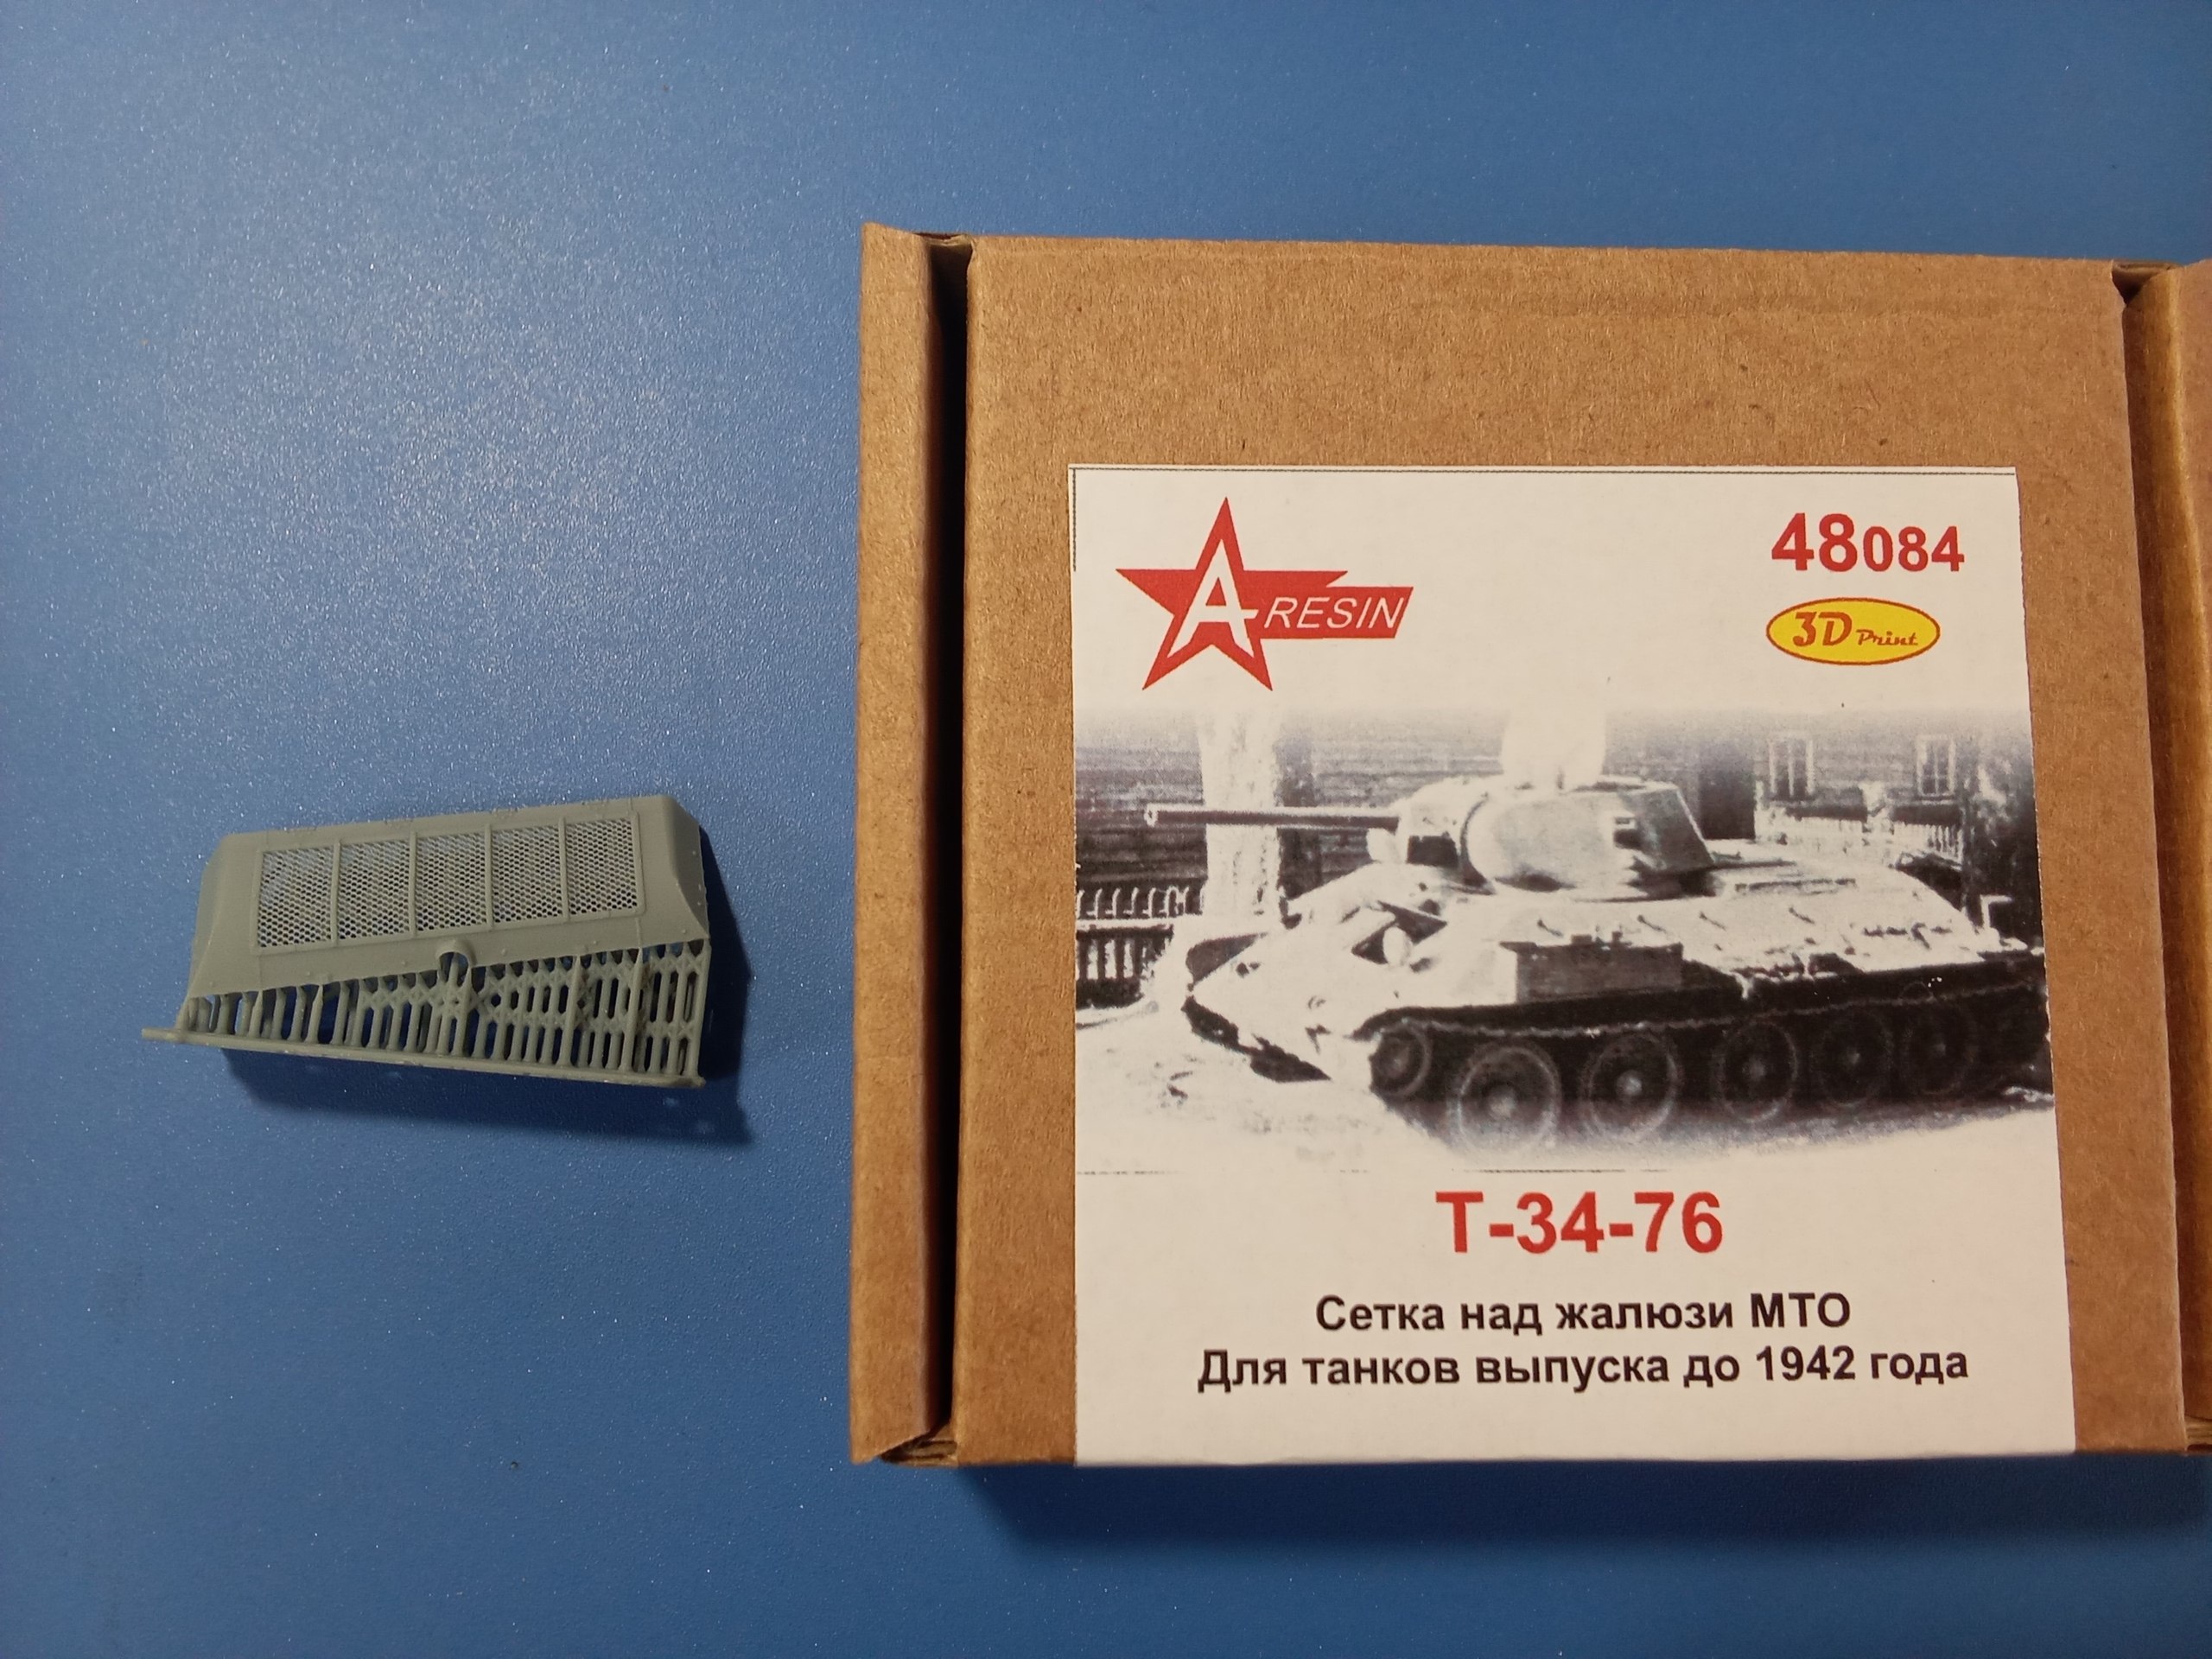 A RESIN
48084
3D Print
Т-34-76
Сетка над жалюзи МТО
Для танков выпуска до 1942 года